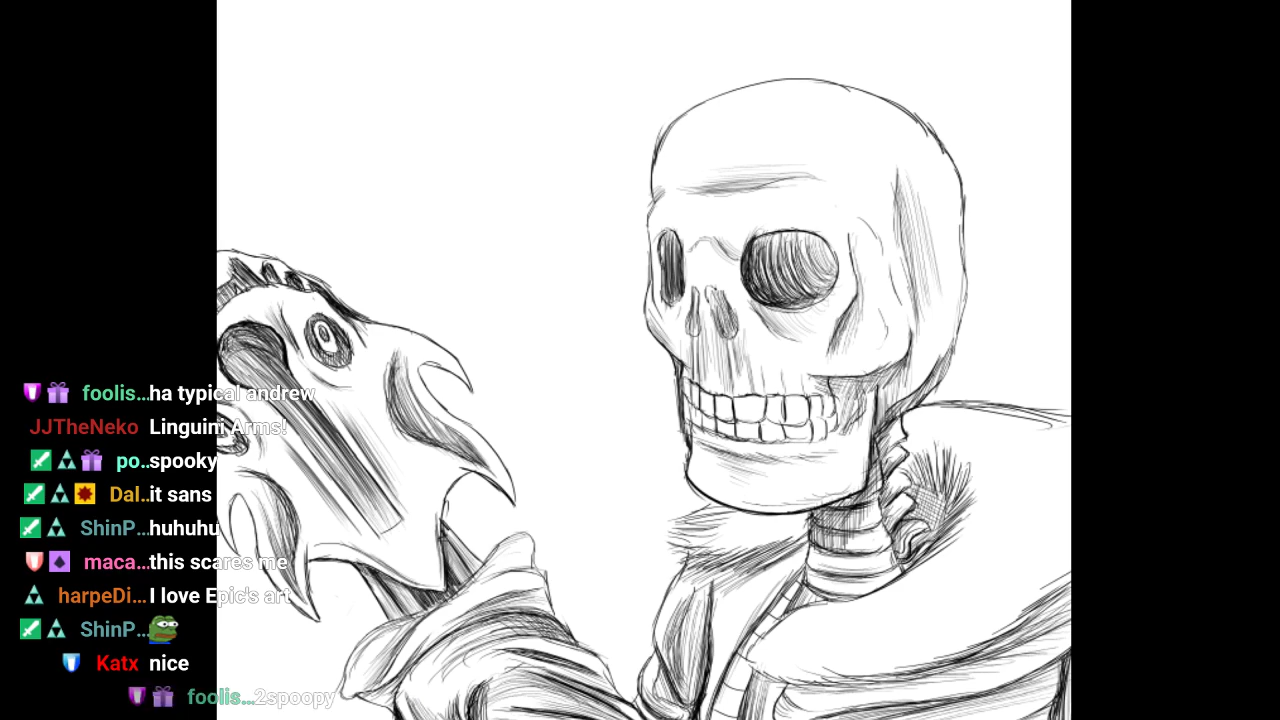 foolis...ha typical andrew
JJTheNeko Linguini Arms!
po..spooky
Dal..it sans
ShinP...huhuhu
maca...this scares me
harpeDi...I love Epic's art
ShinP...
Katx nice
foolis...2spoopy